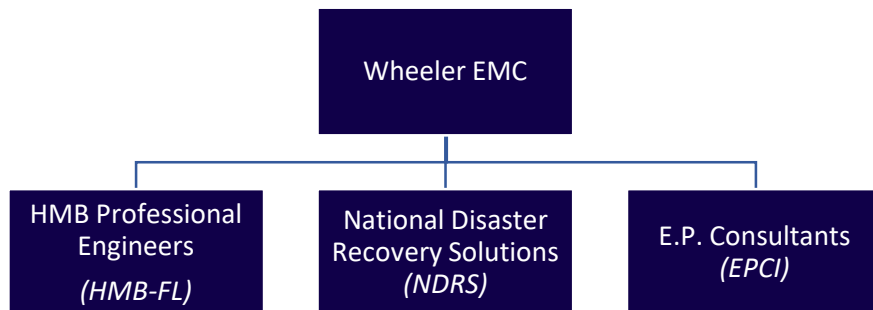 Wheeler EMC
HMB Professional
Engineers
(HMB-FL)
National Disaster
Recovery Solutions
(NDRS)
E.P. Consultants
(EPCI)